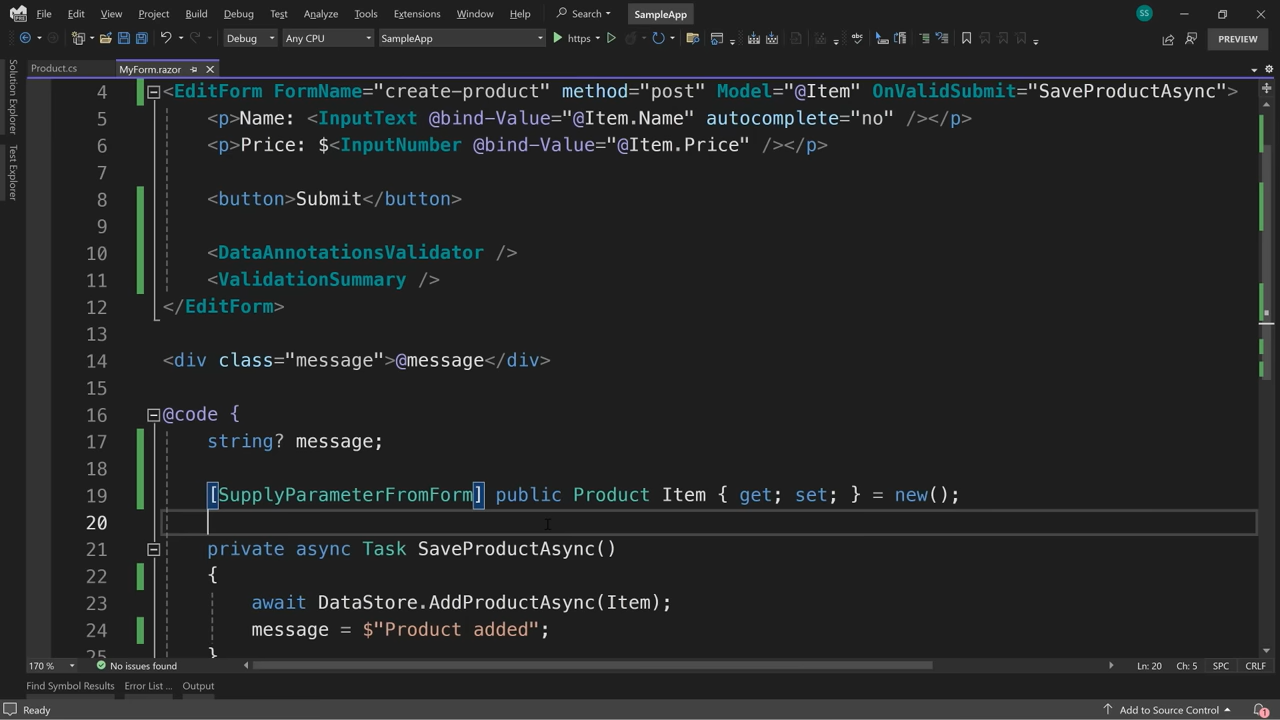 File Edit View Project Build Debug Test Analyze Tools Extensions Window Help Search SampleApp SS
Debug Any CPU SampleApp https PREVIEW
Solution Explorer
Test Explorer
Product.cs MyForm.razor
4 <EditForm FormName="create-product" method="post" Model="@Item" OnValidSubmit="SaveProductAsync">
5 <p>Name: <InputText @bind-Value="@Item.Name" autocomplete="no" /></p>
6 <p>Price: $<InputNumber @bind-Value="@Item.Price" /></p>
7
8 <button>Submit</button>
9
10 <DataAnnotationsValidator />
11 <ValidationSummary />
12 </EditForm>
13
14 <div class="message">@message</div>
15
16 @code {
17 string? message;
18
19 [SupplyParameterFromForm] public Product Item { get; set; } = new();
20
21 private async Task SaveProductAsync()
22 {
23 await DataStore.AddProductAsync(Item);
24 message = $"Product added";
25 }
170 % No issues found Ln: 20 Ch: 5 SPC CRLF
Find Symbol Results Error List ... Output
Ready Add to Source Control 1